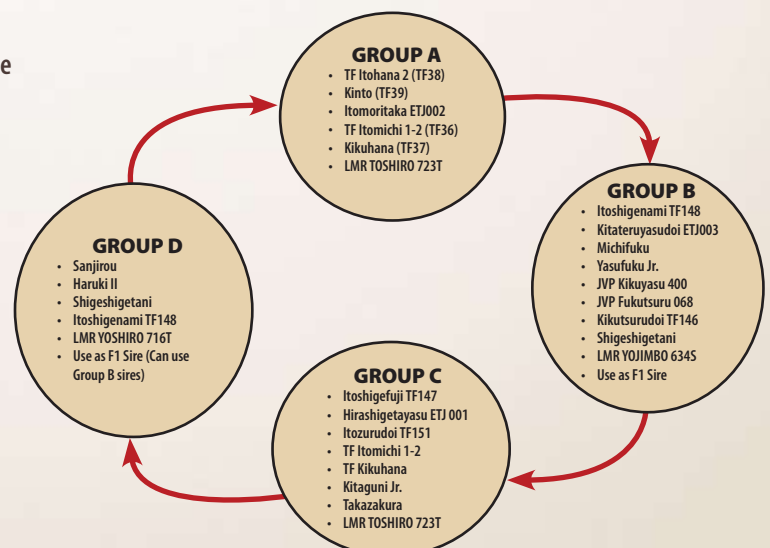 e
GROUP A
• TF Itohana 2 (TF38)
• Kinto (TF39)
• Itomoritaka ETJ002
• TF Itomichi 1-2 (TF36)
• Kikuhana (TF37)
• LMR TOSHIRO 723T
GROUP B
• Itoshigenami TF148
• Kitateruyasudoi ETJ003
• Michifuku
• Yasufuku Jr.
• JVP Kikuyasu 400
• JVP Fukutsuru 068
• Kikutsurudoi TF146
• Shigeshigetani
• LMR YOJIMBO 634S
• Use as F1 Sire
GROUP C
• Itoshigefuji TF147
• Hirashigetayasu ETJ 001
• Itozurudoi TF151
• TF Itomichi 1-2
• TF Kikuhana
• Kitaguni Jr.
• Takazakura
• LMR TOSHIRO 723T
GROUP D
• Sanjirou
• Haruki II
• Shigeshigetani
• Itoshigenami TF148
• LMR YOSHIRO 716T
• Use as F1 Sire (Can use
Group B sires)